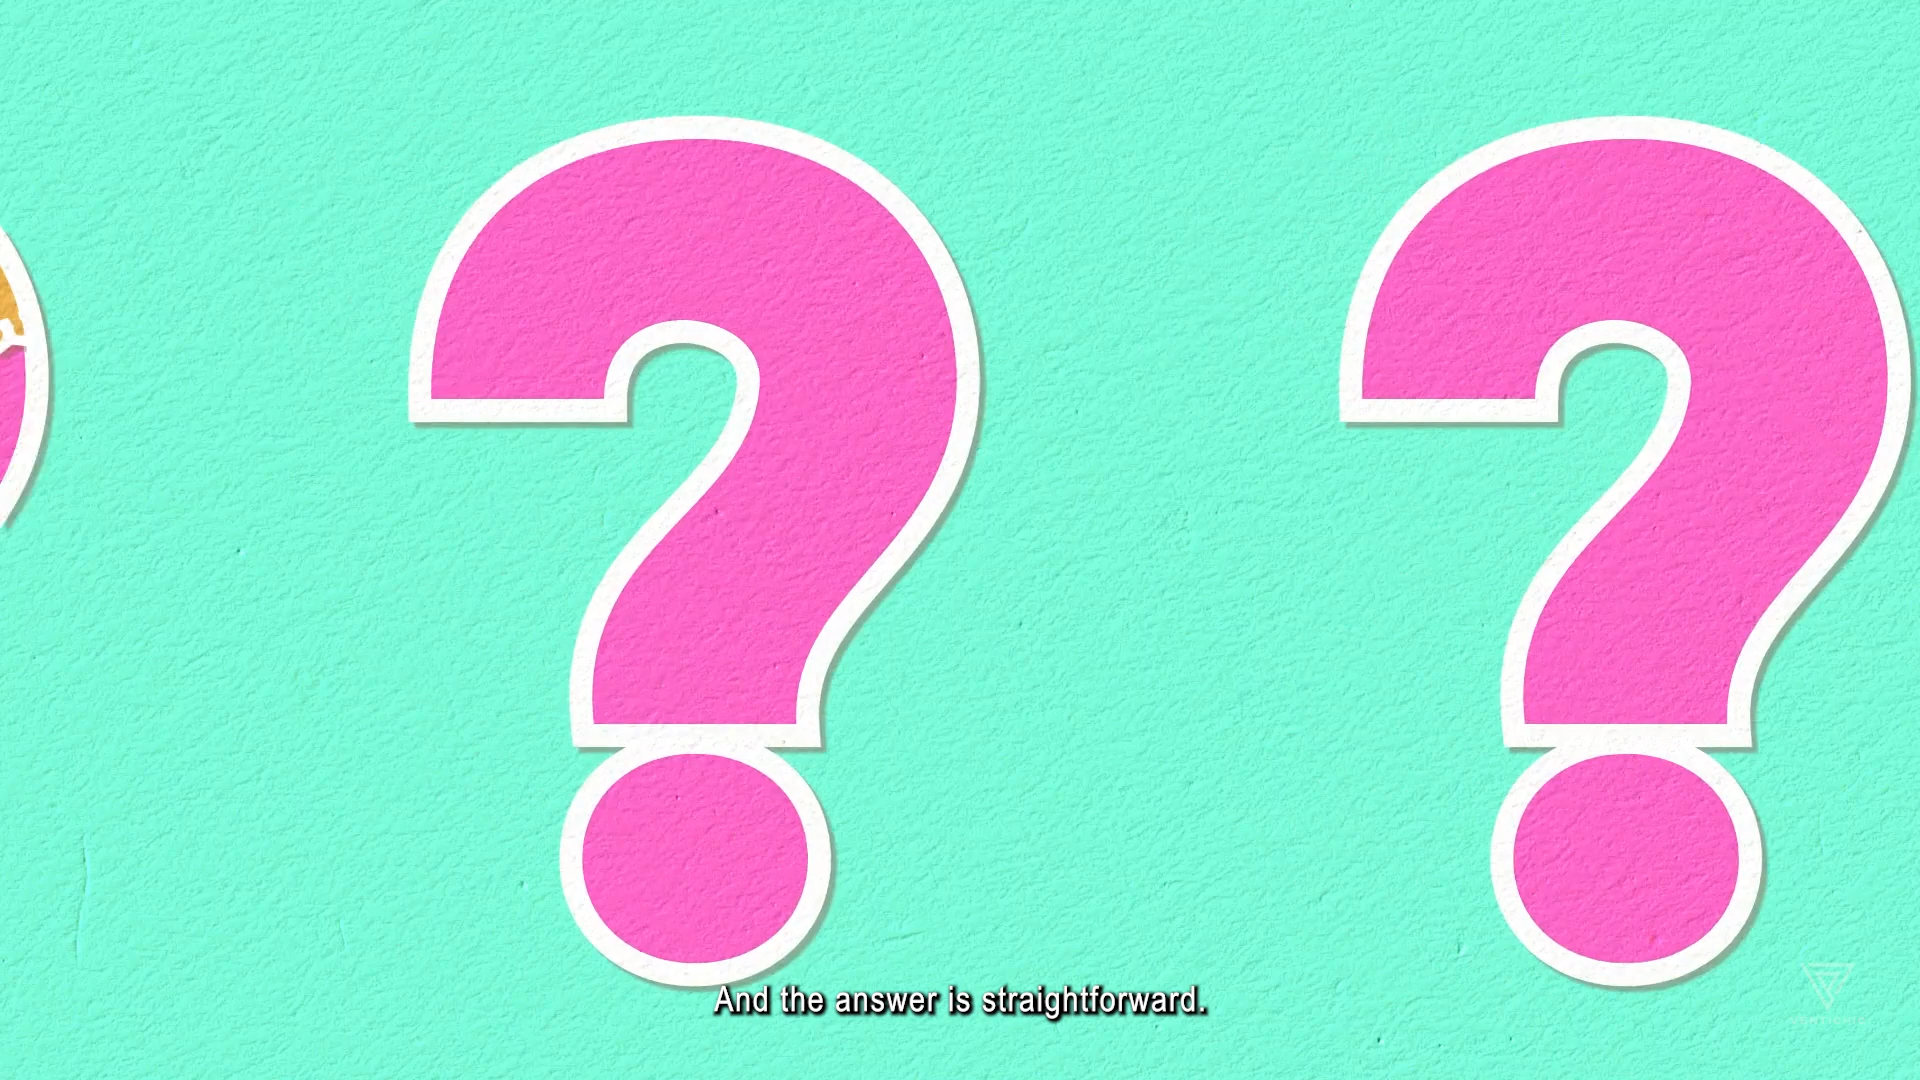 ? ?
And the answer is straightforward.